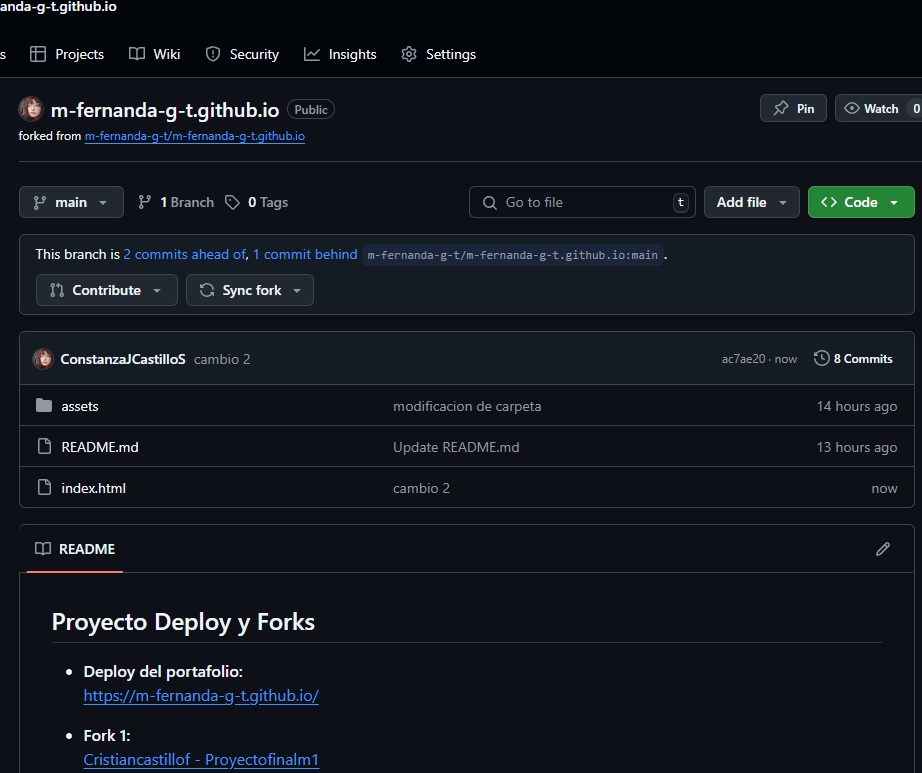 anda-g-t.github.io
s Projects Wiki Security Insights Settings
m-fernanda-g-t.github.io Public Pin Watch 0
forked from m-fernanda-g-t/m-fernanda-g-t.github.io
main 1 Branch 0 Tags Go to file t Add file Code
This branch is 2 commits ahead of, 1 commit behind m-fernanda-g-t/m-fernanda-g-t.github.io:main .
Contribute Sync fork
ConstanzaJCastilloS cambio 2 ac7ae20 · now 8 Commits
assets modificacion de carpeta 14 hours ago
README.md Update README.md 13 hours ago
index.html cambio 2 now
README
Proyecto Deploy y Forks
• Deploy del portafolio:
https://m-fernanda-g-t.github.io/
• Fork 1:
Cristiancastillof - Proyectofinalm1